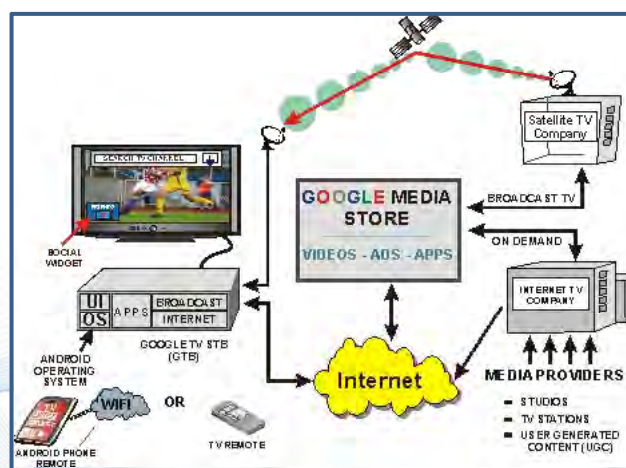 Satellite TV
Company
SEARCH TV CHANNEL
GOOGLE MEDIA
STORE
VIDEOS - ADS - APPS
BROADCAST TV
ON DEMAND
SOCIAL
WIDGET
INTERNET TV
COMPANY
UI
OS
APPS
BROADCAST
INTERNET
GOOGLE TV STB
(GTB)
ANDROID
OPERATING
SYSTEM
Internet
MEDIA PROVIDERS
STUDIOS
TV STATIONS
USER GENERATED
CONTENT (UGC)
WIFI
OR
TV REMOTE
ANDROID PHONE
REMOTE